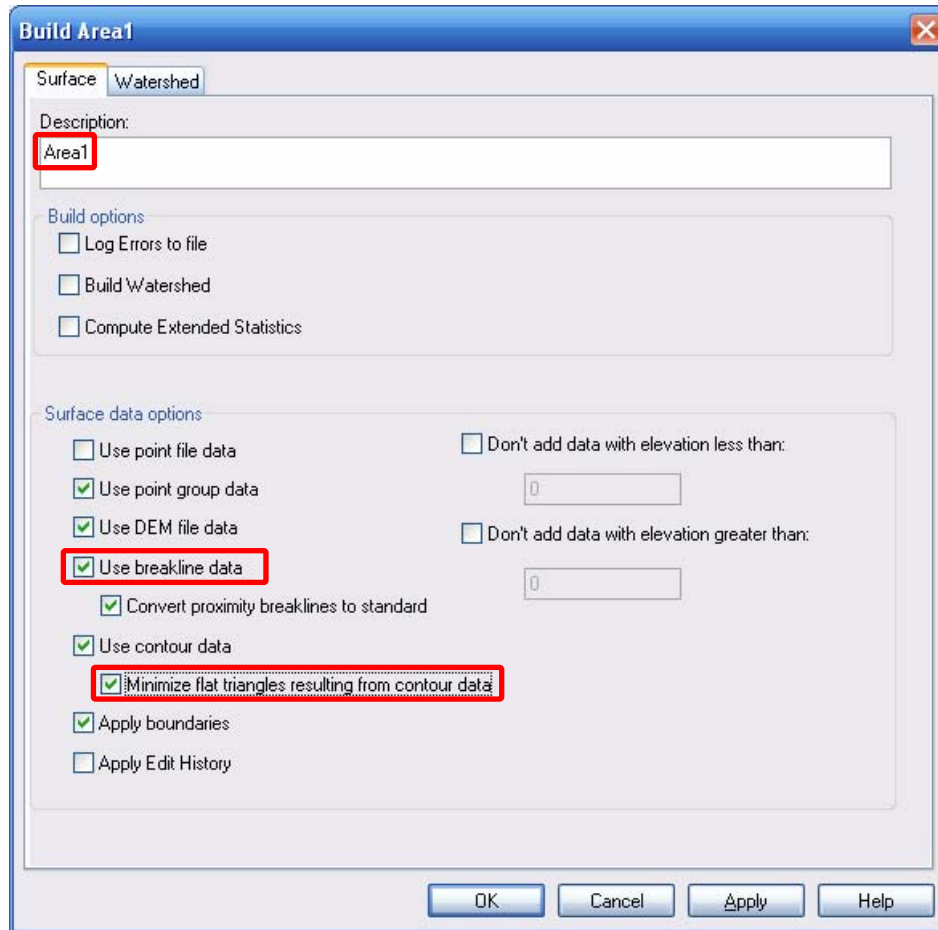 Build Area1
Surface Watershed
Description:
Area1
Build options
Log Errors to file
Build Watershed
Compute Extended Statistics
Surface data options
Use point file data
Use point group data
Use DEM file data
Use breakline data
Convert proximity breaklines to standard
Use contour data
Minimize flat triangles resulting from contour data
Apply boundaries
Apply Edit History
Don't add data with elevation less than:
0
Don't add data with elevation greater than:
0
OK Cancel Apply Help